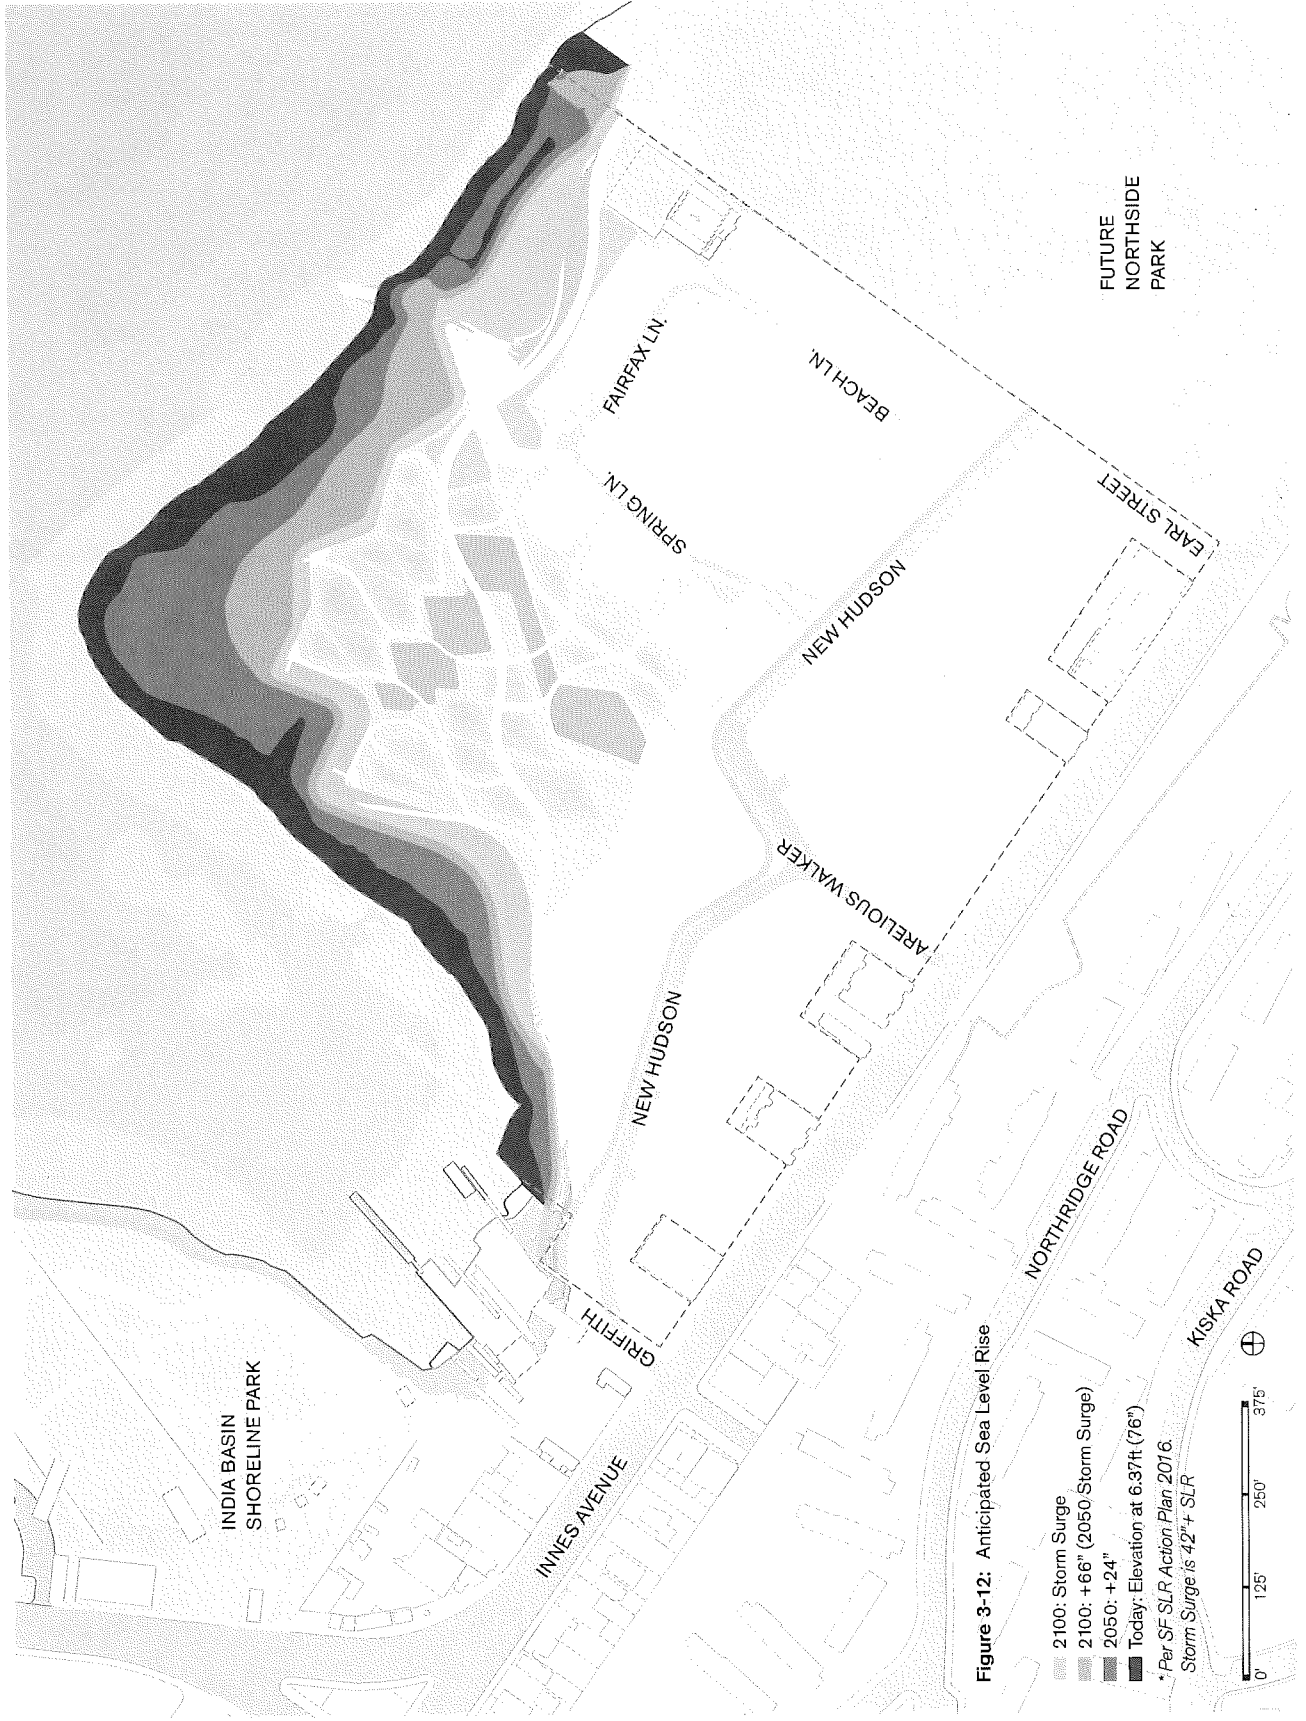 FUTURE
NORTHSIDE
PARK
FAIRFAX LN.
BEACH LN.
SPRING LN.
EARL STREET
NEW HUDSON
ARELIOUS WALKER
NEW HUDSON
GRIFFITH
INDIA BASIN
SHORELINE PARK
INNES AVENUE
NORTHRIDGE ROAD
KISKA ROAD
Figure 3-12: Anticipated Sea Level Rise
2100: Storm Surge
2100: +66" (2050 Storm Surge)
2050: +24"
Today: Elevation at 6.37ft (76")
* Per SF SLR Action Plan 2016.
Storm Surge is 42"+ SLR
0' 125' 250' 375'